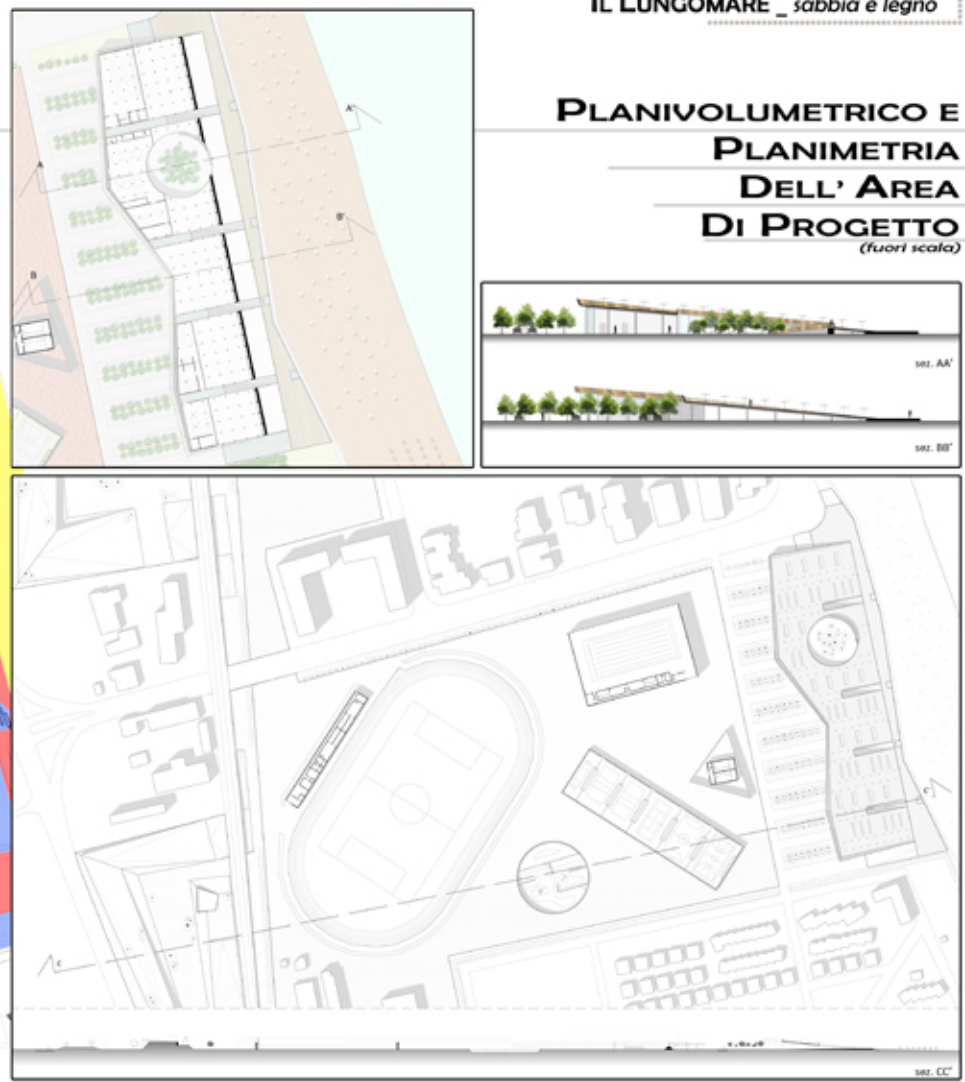 IL LUNGOMARE _ sabbia e legno
PLANIVOLUMETRICO E
PLANIMETRIA
DELL' AREA
DI PROGETTO
(fuori scala)
A'
A
B'
B
sez. AA'
sez. BB'
C'
C
sez. CC'